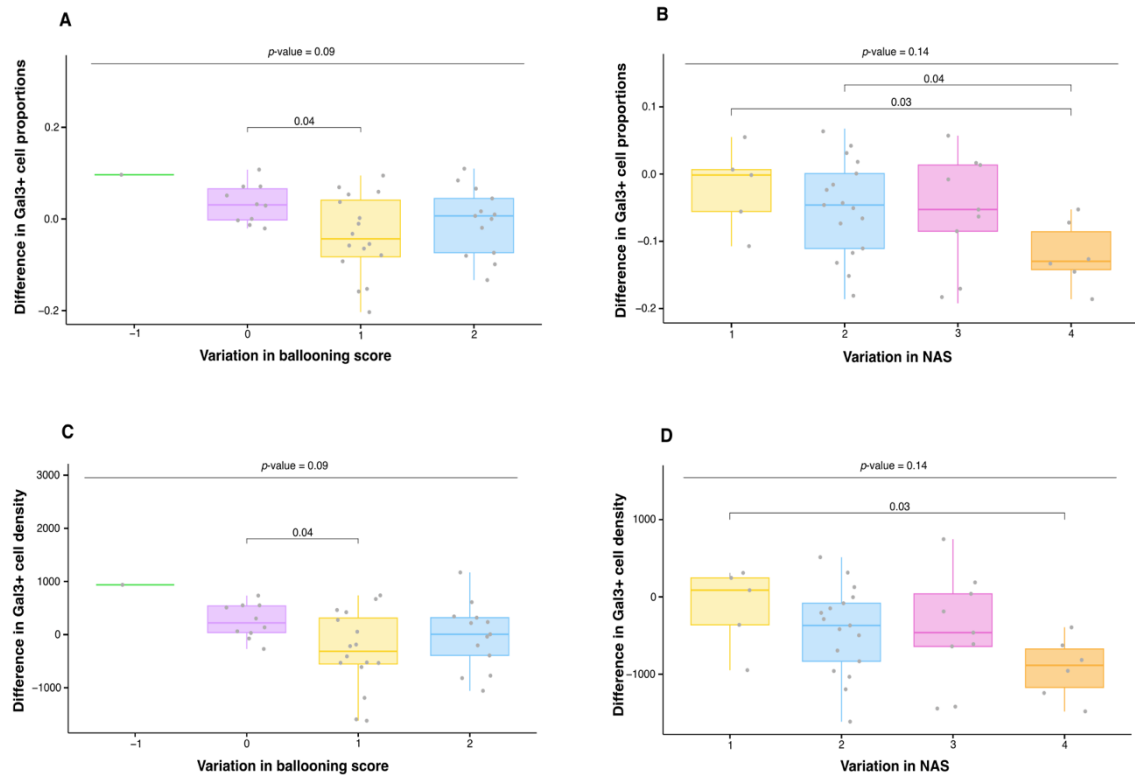 A
p-value = 0.09
0.04
Difference in Gal3+ cell proportions
0.2
0.0
−0.2
−1
0
1
2
Variation in ballooning score
B
p-value = 0.14
0.04
0.03
Difference in Gal3+ cell proportions
0.1
0.0
−0.1
−0.2
1
2
3
4
Variation in NAS
C
p-value = 0.09
0.04
Difference in Gal3+ cell density
3000
2000
1000
0
−1000
−1
0
1
2
Variation in ballooning score
D
p-value = 0.14
0.03
Difference in Gal3+ cell density
1000
0
−1000
1
2
3
4
Variation in NAS